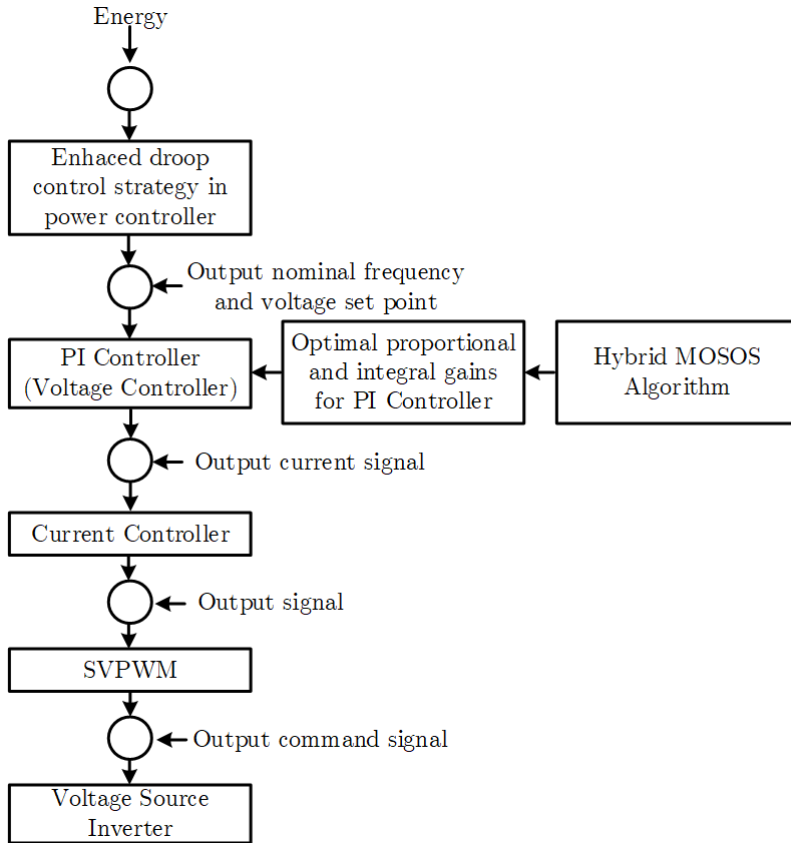 Energy
Enhaced droop
control strategy in
power controller
Output nominal frequency
and voltage set point
PI Controller
(Voltage Controller)
Optimal proportional
and integral gains
for PI Controller
Hybrid MOSOS
Algorithm
Output current signal
Current Controller
Output signal
SVPWM
Output command signal
Voltage Source
Inverter